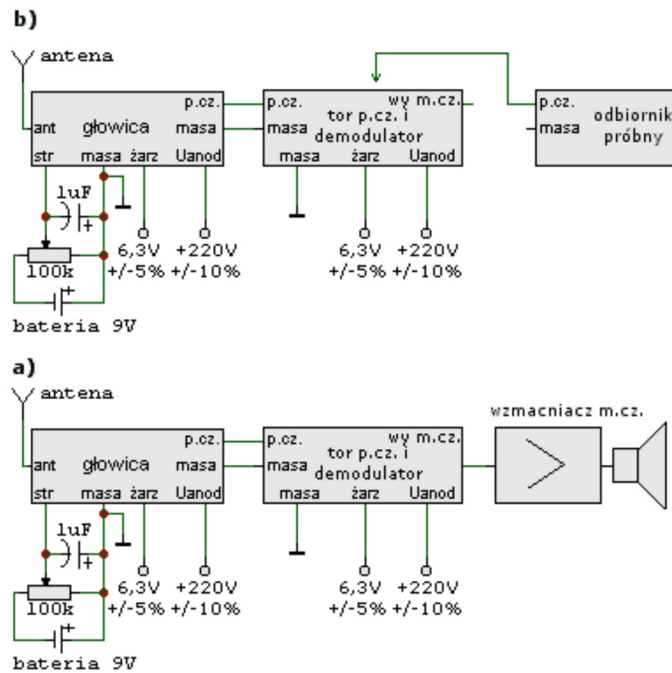 b)
antena
p.cz.
ant głowica masa
str masa żarz Uanod
p.cz. wy m.cz.
masa tor p.cz. i
demodulator
masa żarz Uanod
p.cz.
masa odbiornik
próbny
1uF
+
100k
+
bateria 9V
6,3V +220V
+/-5% +/-10%
6,3V +220V
+/-5% +/-10%
a)
antena
p.cz.
ant głowica masa
str masa żarz Uanod
p.cz. wy m.cz.
masa tor p.cz. i
demodulator
masa żarz Uanod
wzmacniacz m.cz.
1uF
+
100k
+
bateria 9V
6,3V +220V
+/-5% +/-10%
6,3V +220V
+/-5% +/-10%